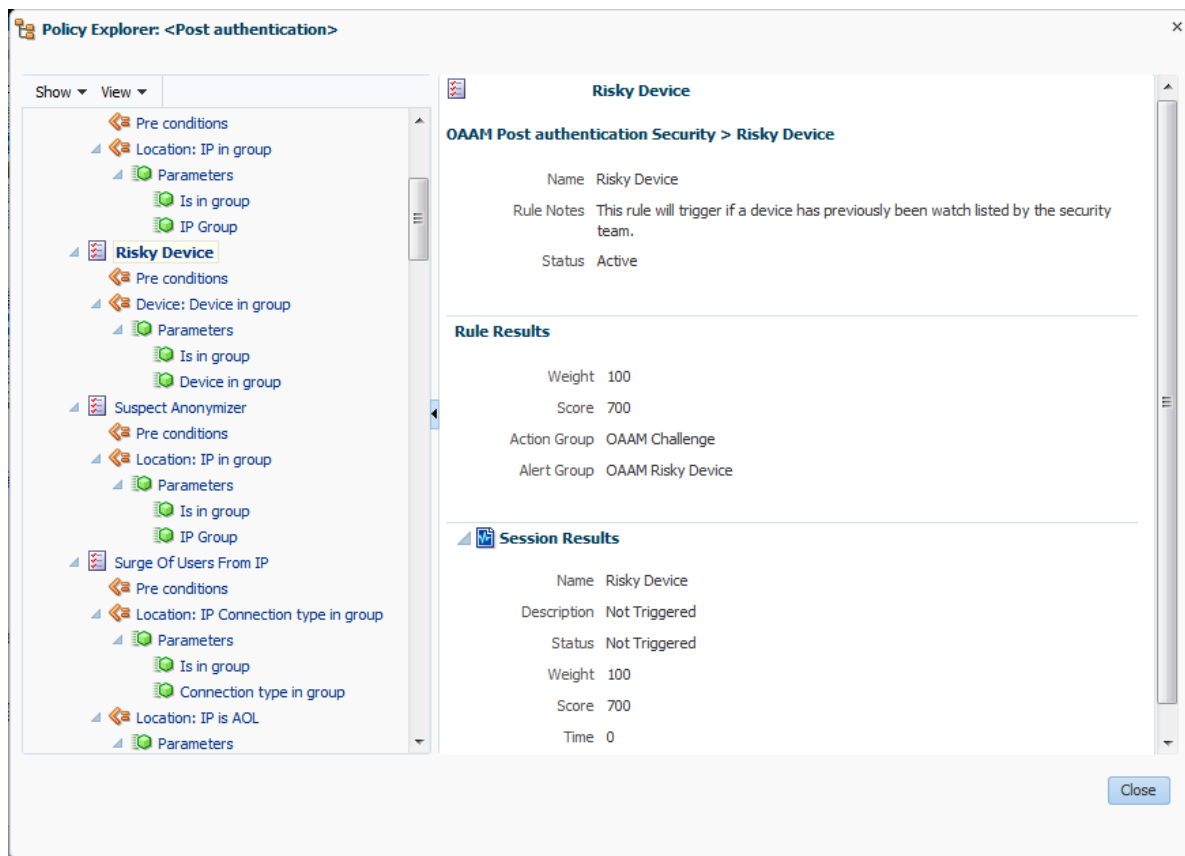 Policy Explorer: <Post authentication>
Show View
Pre conditions
Location: IP in group
Parameters
Is in group
IP Group
Risky Device
Pre conditions
Device: Device in group
Parameters
Is in group
Device in group
Suspect Anonymizer
Pre conditions
Location: IP in group
Parameters
Is in group
IP Group
Surge Of Users From IP
Pre conditions
Location: IP Connection type in group
Parameters
Is in group
Connection type in group
Location: IP is AOL
Parameters
Risky Device
OAAM Post authentication Security > Risky Device
Name Risky Device
Rule Notes This rule will trigger if a device has previously been watch listed by the security
team.
Status Active
Rule Results
Weight 100
Score 700
Action Group OAAM Challenge
Alert Group OAAM Risky Device
Session Results
Name Risky Device
Description Not Triggered
Status Not Triggered
Weight 100
Score 700
Time 0
Close